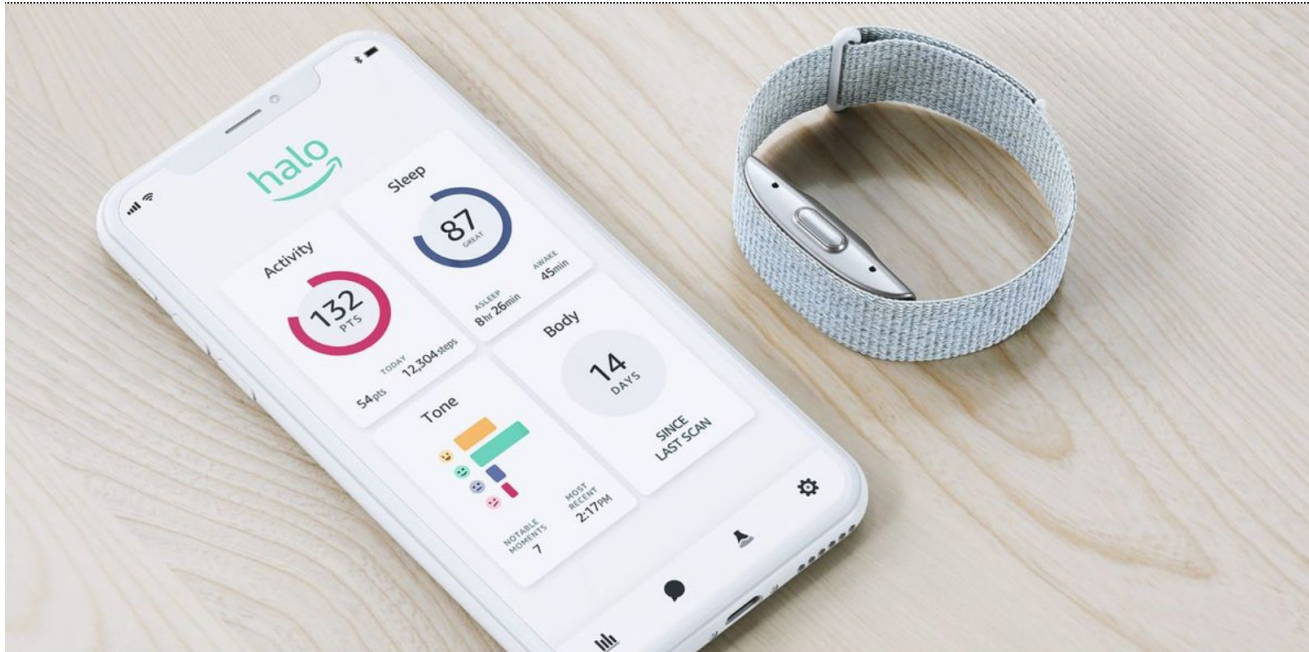 halo
Activity
132
PTS
TODAY
54pts 12,304 steps
Sleep
87
GREAT
ASLEEP AWAKE
8hr 26min 45min
Tone
NOTABLE
MOMENTS
7
MOST
RECENT
2:17PM
Body
14
DAYS
SINCE
LAST SCAN